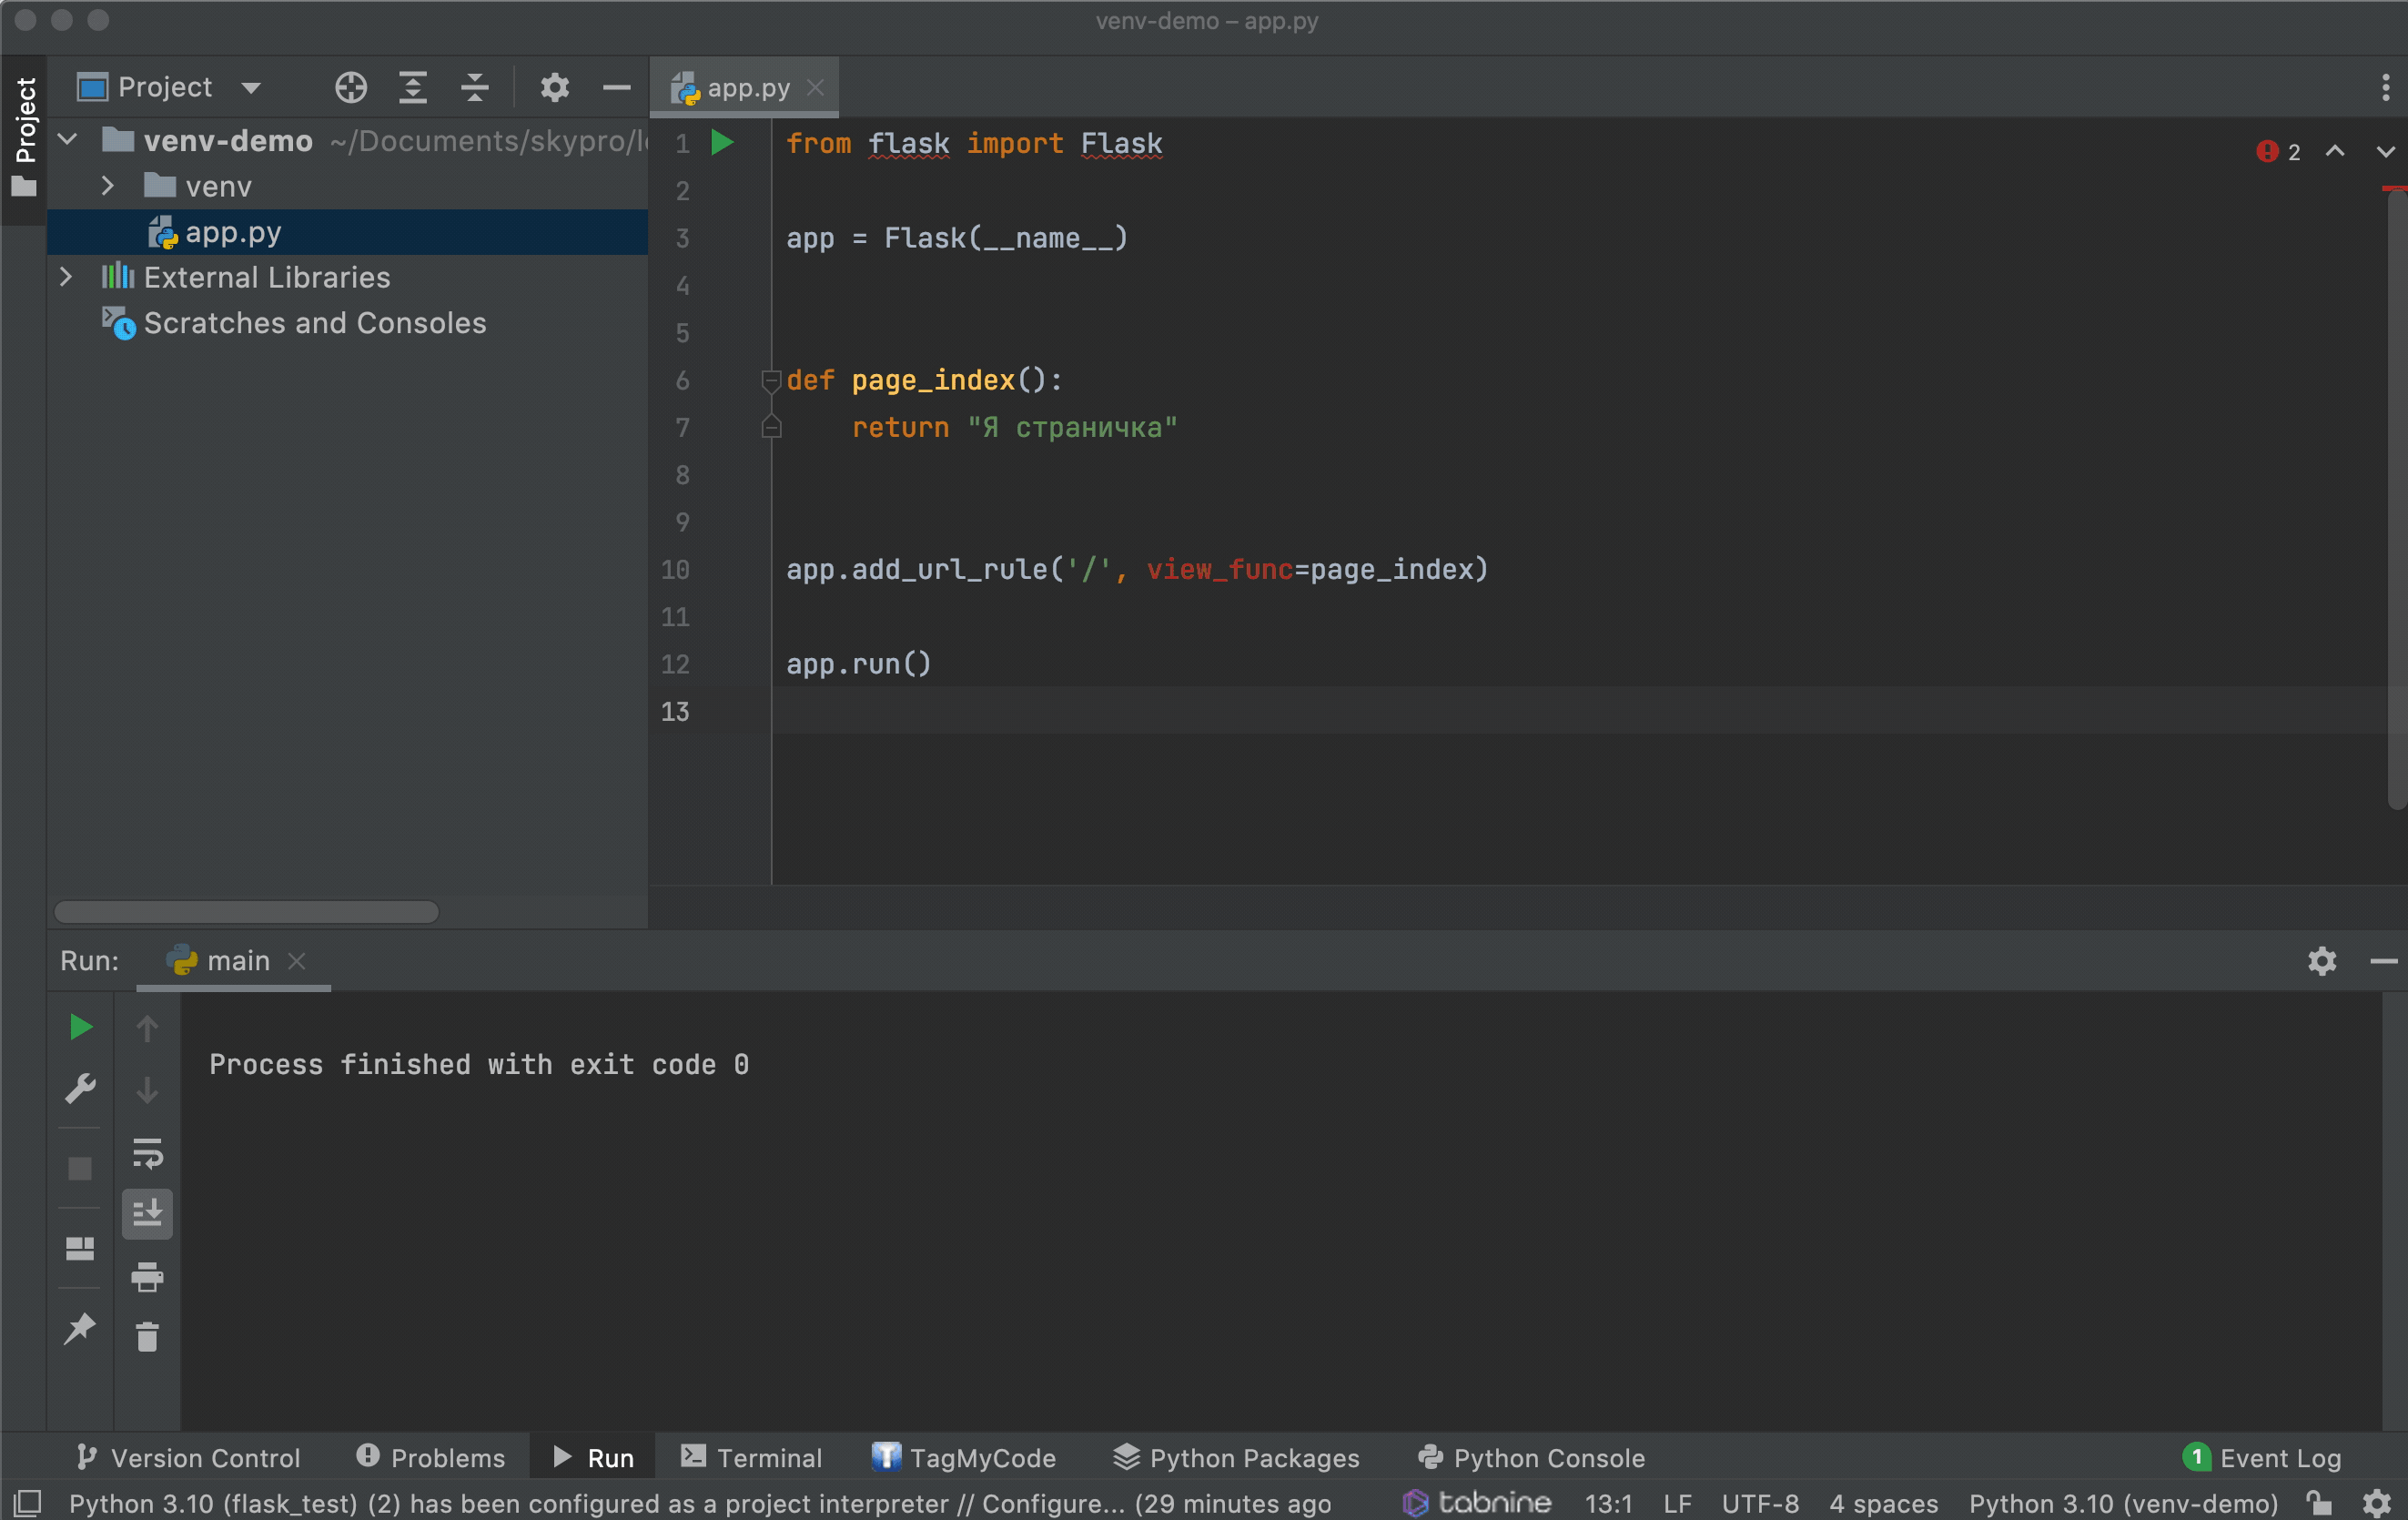 venv-demo – app.py
Project
Project
app.py
venv-demo ~/Documents/skypro/l
venv
app.py
External Libraries
Scratches and Consoles
2
1 from flask import Flask
2
3 app = Flask(__name__)
4
5
6 def page_index():
7 return "Я страничка"
8
9
10 app.add_url_rule('/', view_func=page_index)
11
12 app.run()
13
Run: main
Process finished with exit code 0
Version Control Problems Run Terminal TagMyCode Python Packages Python Console 1 Event Log
Python 3.10 (flask_test) (2) has been configured as a project interpreter // Configure... (29 minutes ago tabnine 13:1 LF UTF-8 4 spaces Python 3.10 (venv-demo)